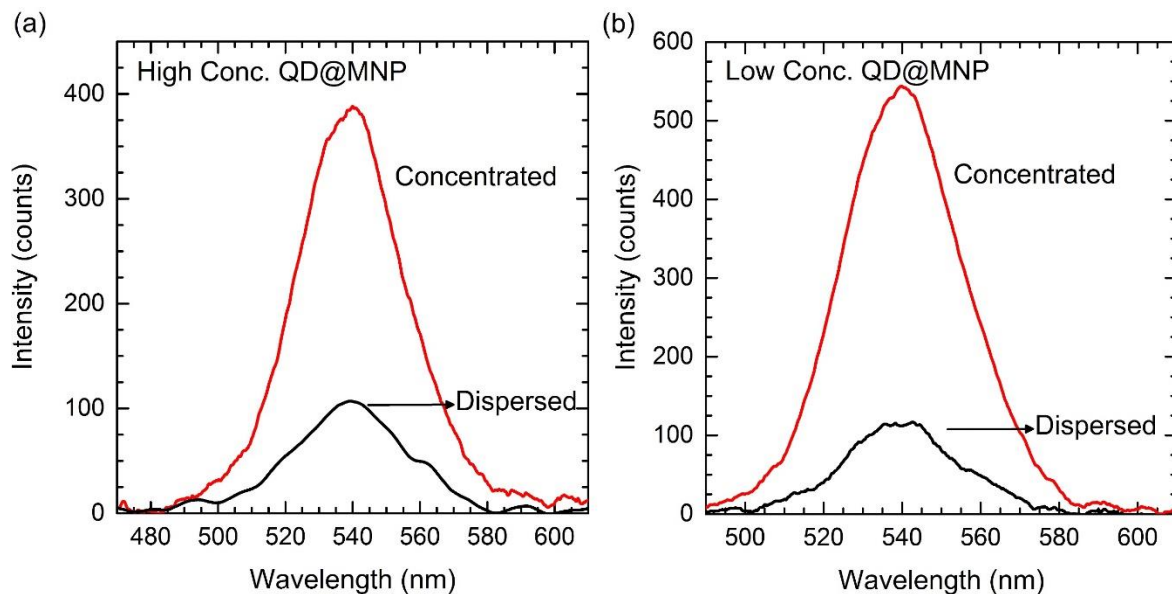 (a)
High Conc. QD@MNP
Concentrated
Dispersed
Intensity (counts)
400
300
200
100
0
480 500 520 540 560 580 600
Wavelength (nm)
(b)
Low Conc. QD@MNP
Concentrated
Dispersed
Intensity (counts)
600
500
400
300
200
100
0
500 520 540 560 580 600
Wavelength (nm)